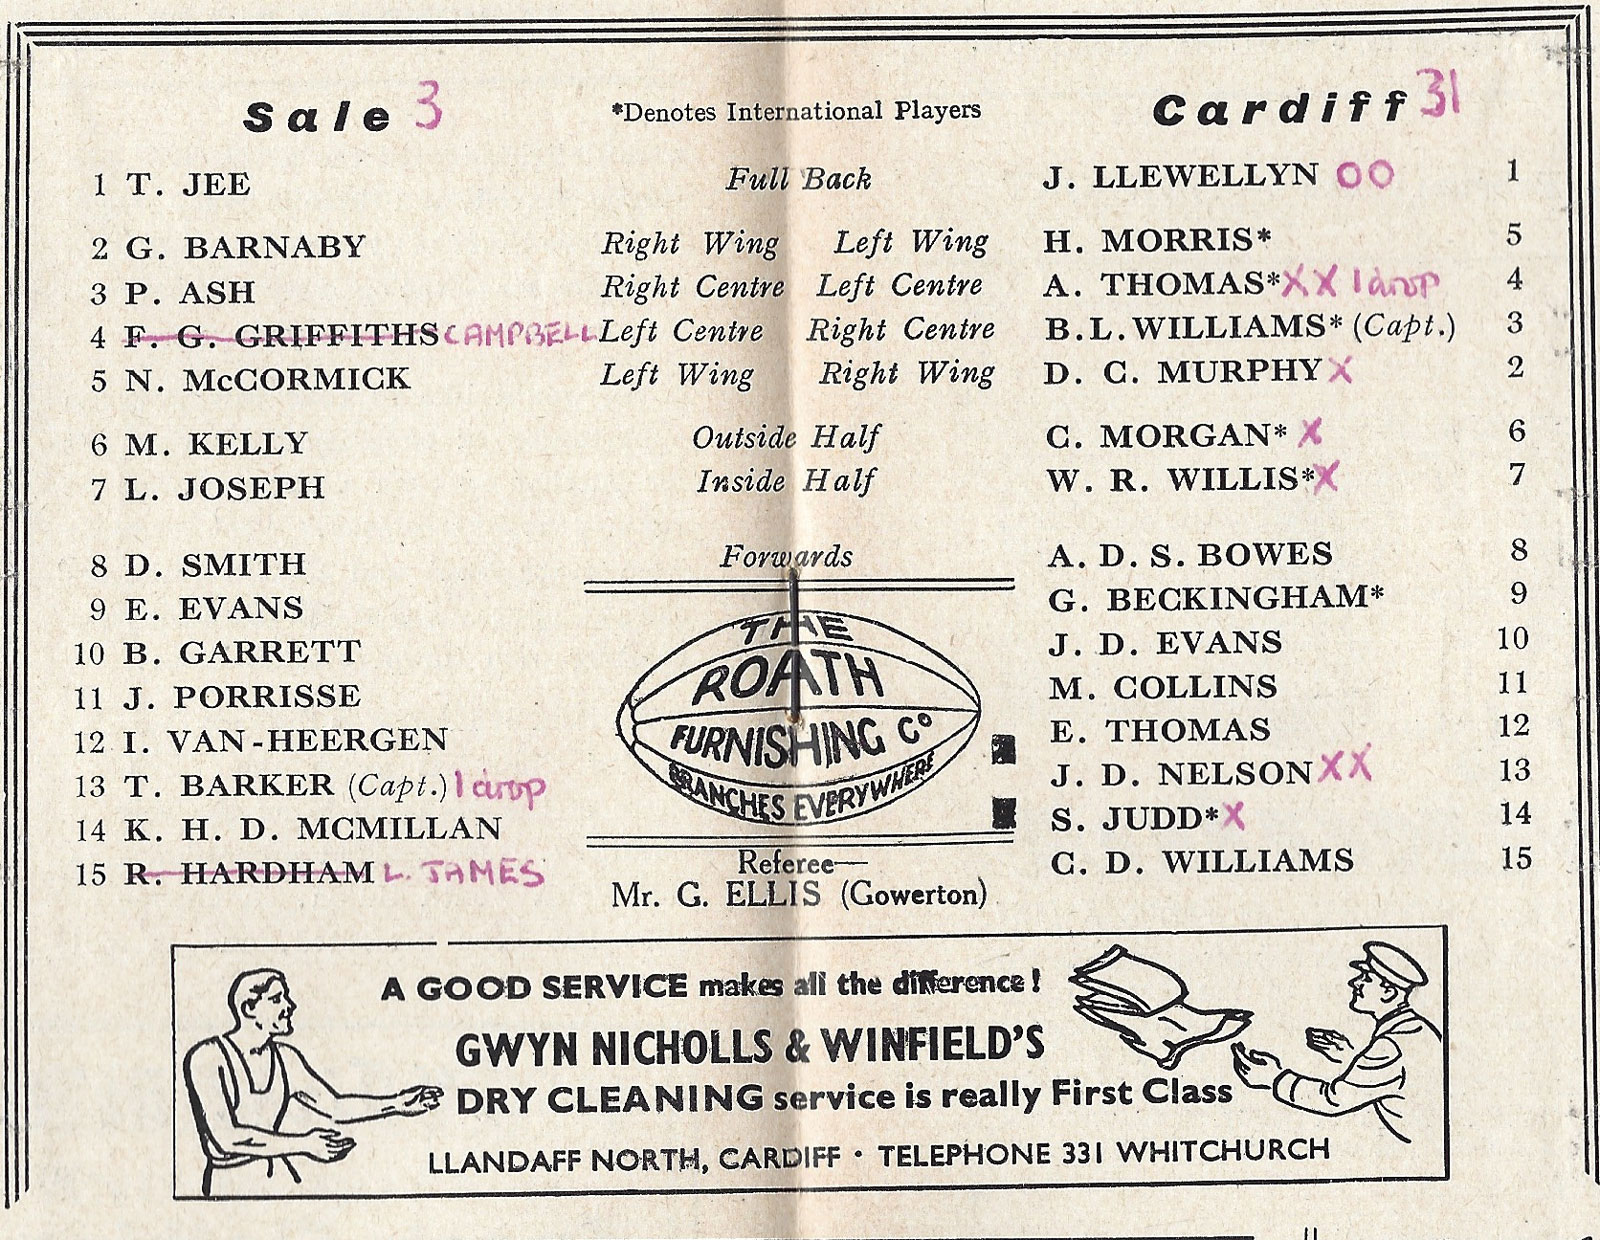 Sale 3 *Denotes International Players Cardiff 31
1 T. JEE Full Back J. LLEWELLYN OO 1
2 G. BARNABY Right Wing Left Wing H. MORRIS* 5
3 P. ASH Right Centre Left Centre A. THOMAS* X X 1 drop 4
4 F. G. GRIFFITHS CAMPBELL Left Centre Right Centre B.L. WILLIAMS* (Capt.) 3
5 N. McCORMICK Left Wing Right Wing D. C. MURPHY X 2
6 M. KELLY Outside Half C. MORGAN* X 6
7 L. JOSEPH Inside Half W. R. WILLIS* X 7
8 D. SMITH Forwards A. D. S. BOWES 8
9 E. EVANS G. BECKINGHAM* 9
10 B. GARRETT J. D. EVANS 10
11 J. PORRISSE M. COLLINS 11
12 I. VAN-HEERGEN E. THOMAS 12
13 T. BARKER (Capt.) 1 drop J. D. NELSON X X 13
14 K. H. D. MCMILLAN S. JUDD* X 14
15 R. HARDHAM L. JAMES C. D. WILLIAMS 15
THE
ROATH
FURNISHING Co
BRANCHES EVERYWHERE
Referee—
Mr. G. ELLIS (Gowerton)
A GOOD SERVICE makes all the difference!
GWYN NICHOLLS & WINFIELD'S
DRY CLEANING service is really First Class
LLANDAFF NORTH, CARDIFF · TELEPHONE 331 WHITCHURCH